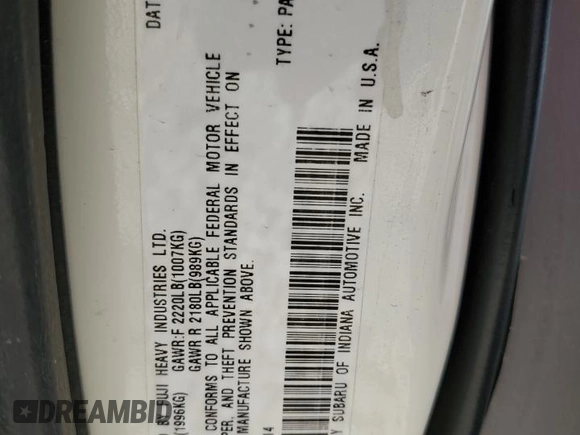 DAT
BY FUJI HEAVY INDUSTRIES LTD.
GAWR:F 2220LB(1007KG)
(1996KG) GAWR R 2180LB(989KG)
CONFORMS TO ALL APPLICABLE FEDERAL MOTOR VEHICLE
PER, AND THEFT PREVENTION STANDARDS IN EFFECT ON
MANUFACTURE SHOWN ABOVE.
TYPE: PA
14
Y SUBARU OF INDIANA AUTOMOTIVE INC. MADE IN U.S.A.
DREAMBID